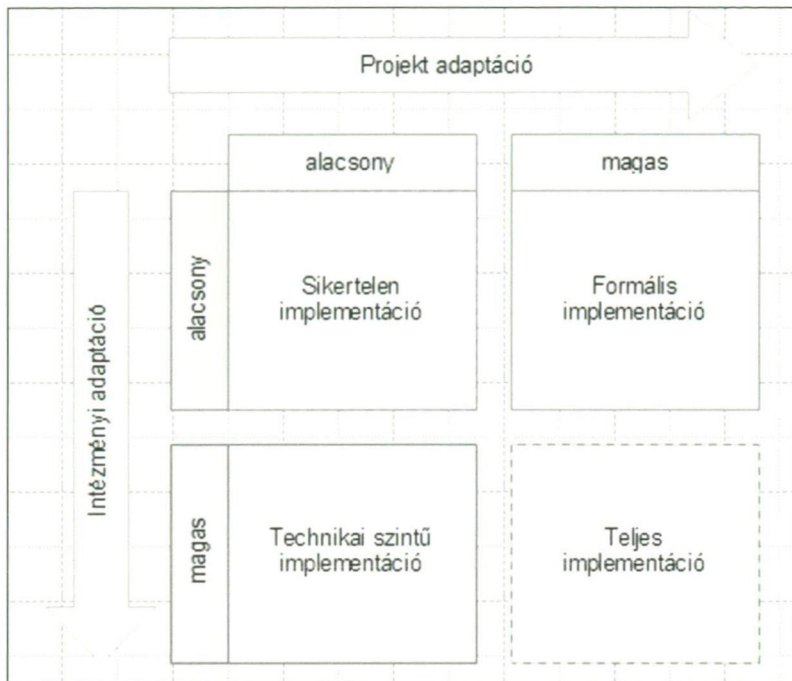 Projekt adaptáció
alacsony
magas
Intézményi adaptáció
alacsony
Sikertelen
implementáció
Formális
implementáció
magas
Technikai szintű
implementáció
Teljes
implementáció